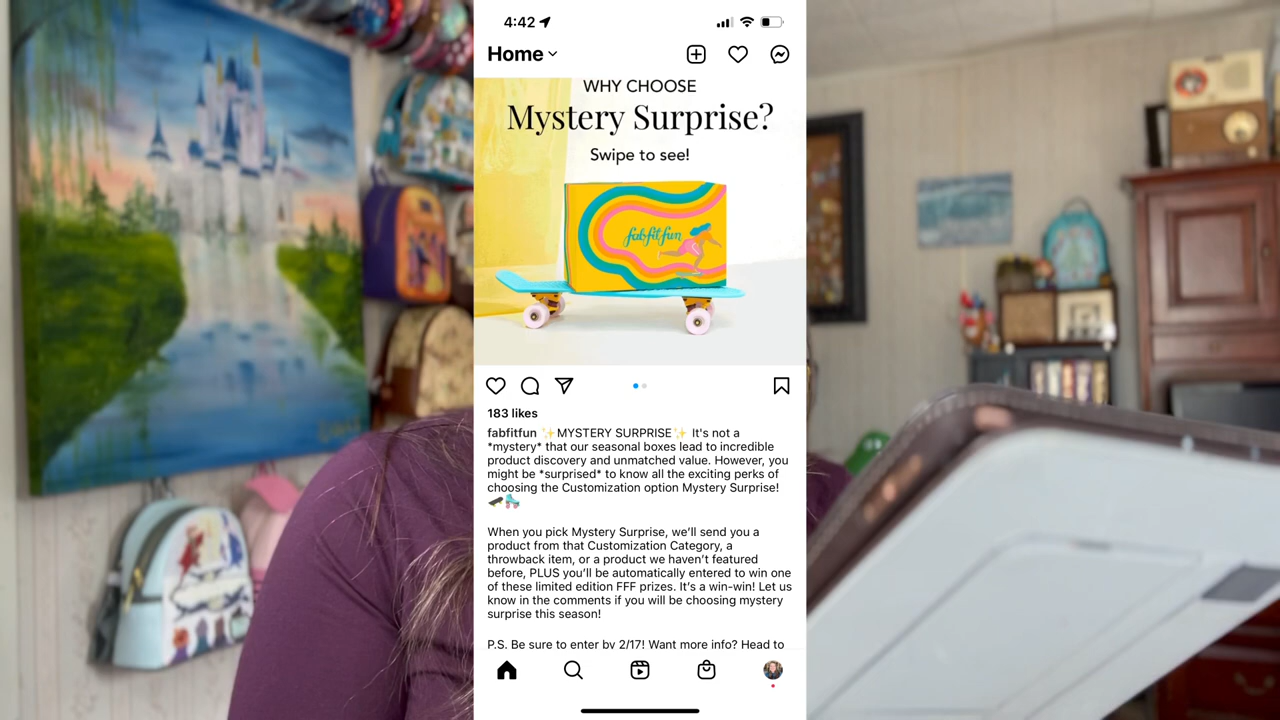 4:42
Home
WHY CHOOSE
Mystery Surprise?
Swipe to see!
fabfitfun
183 likes
fabfitfun ✨MYSTERY SURPRISE✨ It's not a
*mystery* that our seasonal boxes lead to incredible
product discovery and unmatched value. However, you
might be *surprised* to know all the exciting perks of
choosing the Customization option Mystery Surprise!
🛹🛼
When you pick Mystery Surprise, we'll send you a
product from that Customization Category, a
throwback item, or a product we haven't featured
before, PLUS you'll be automatically entered to win one
of these limited edition FFF prizes. It's a win-win! Let us
know in the comments if you will be choosing mystery
surprise this season!
P.S. Be sure to enter by 2/17! Want more info? Head to